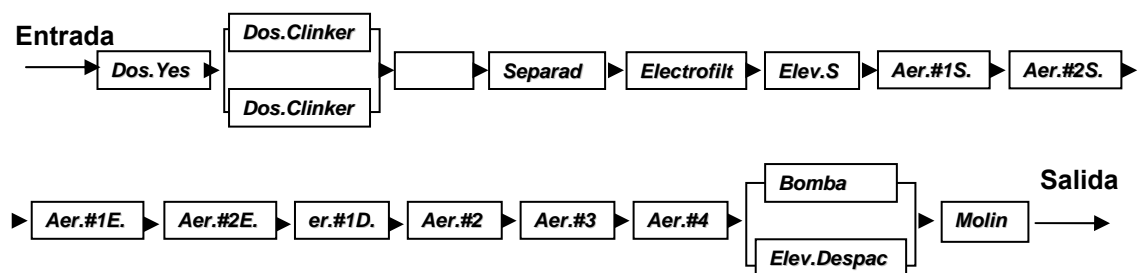 Entrada
Dos.Yes
Dos.Clinker
Dos.Clinker
Separad
Electrofilt
Elev.S
Aer.#1S.
Aer.#2S.
Aer.#1E.
Aer.#2E.
er.#1D.
Aer.#2
Aer.#3
Aer.#4
Bomba
Elev.Despac
Molin
Salida